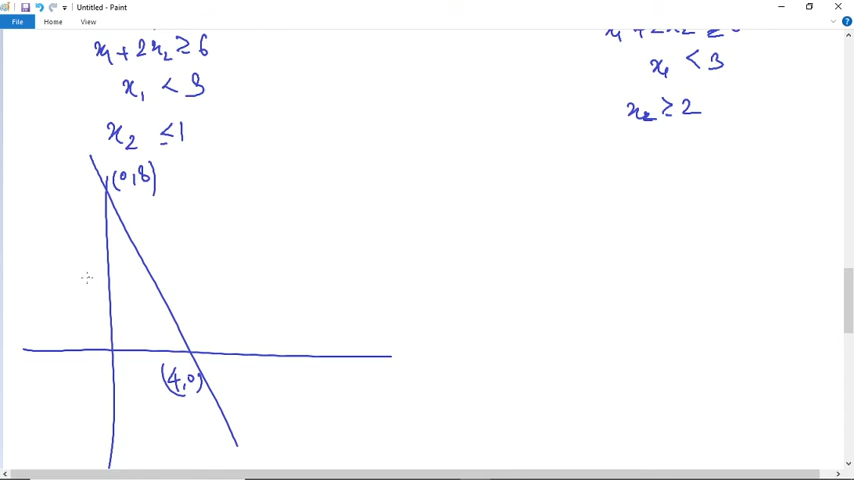 Untitled - Paint
File Home View
x₁ + 2x₂ ≥ 6
x₁ < 3
x₂ ≤ 1
(0,8)
(4,0)
x₁ < 3
x₂ ≥ 2